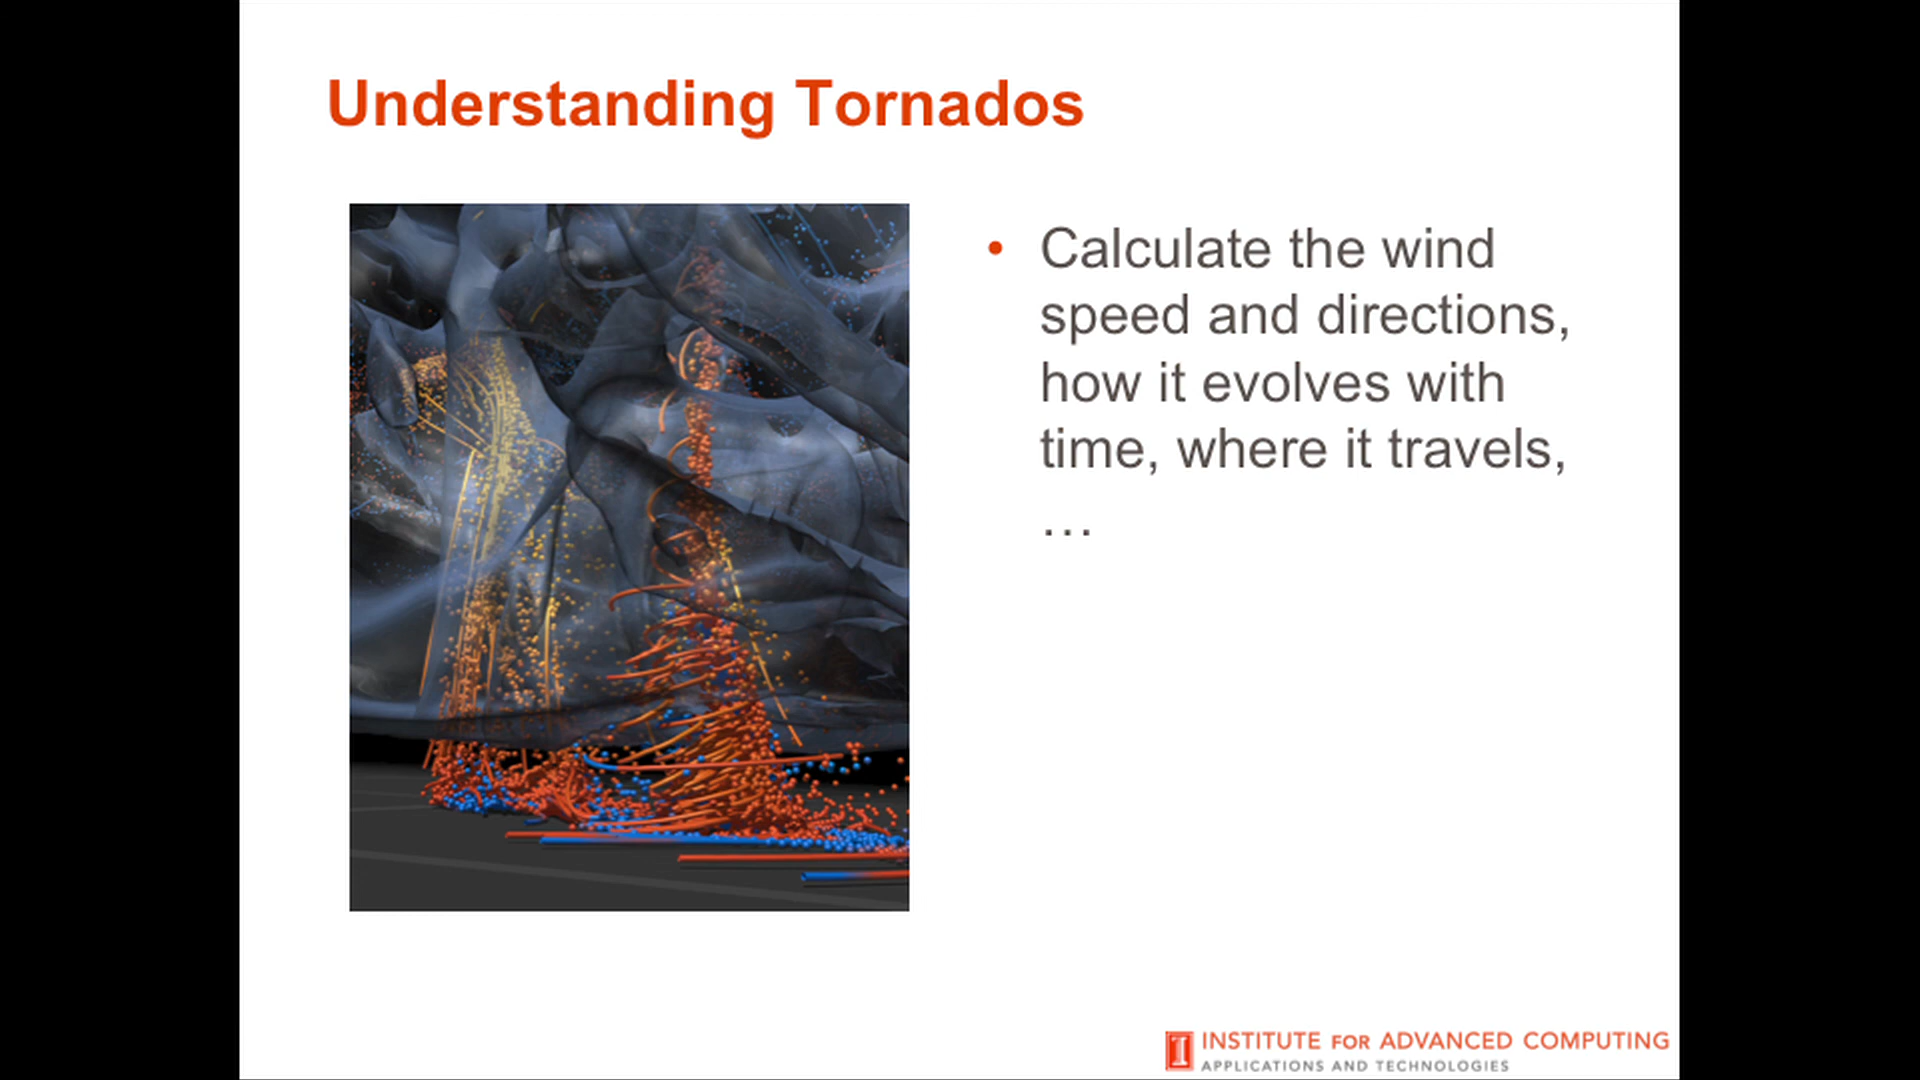 Understanding Tornados
• Calculate the wind
speed and directions,
how it evolves with
time, where it travels,
…
I INSTITUTE FOR ADVANCED COMPUTING
APPLICATIONS AND TECHNOLOGIES